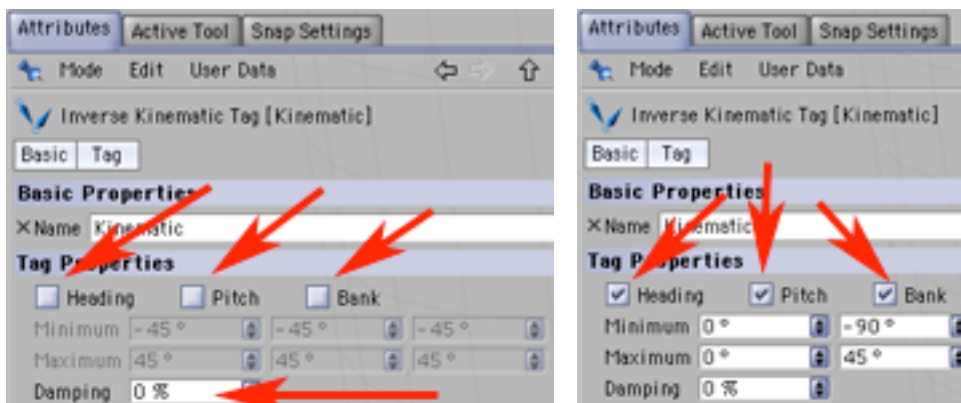 Attributes Active Tool Snap Settings
Mode Edit User Data
Inverse Kinematic Tag [Kinematic]
Basic Tag
Basic Properties
Name Kinematic
Tag Properties
Heading Pitch Bank
Minimum -45° -45° -45°
Maximum 45° 45° 45°
Damping 0 %
Attributes Active Tool Snap Settings
Mode Edit User Data
Inverse Kinematic Tag [Kinematic]
Basic Tag
Basic Properties
Name Kinematic
Tag Properties
Heading Pitch Bank
Minimum 0° -90°
Maximum 0° 45°
Damping 0 %